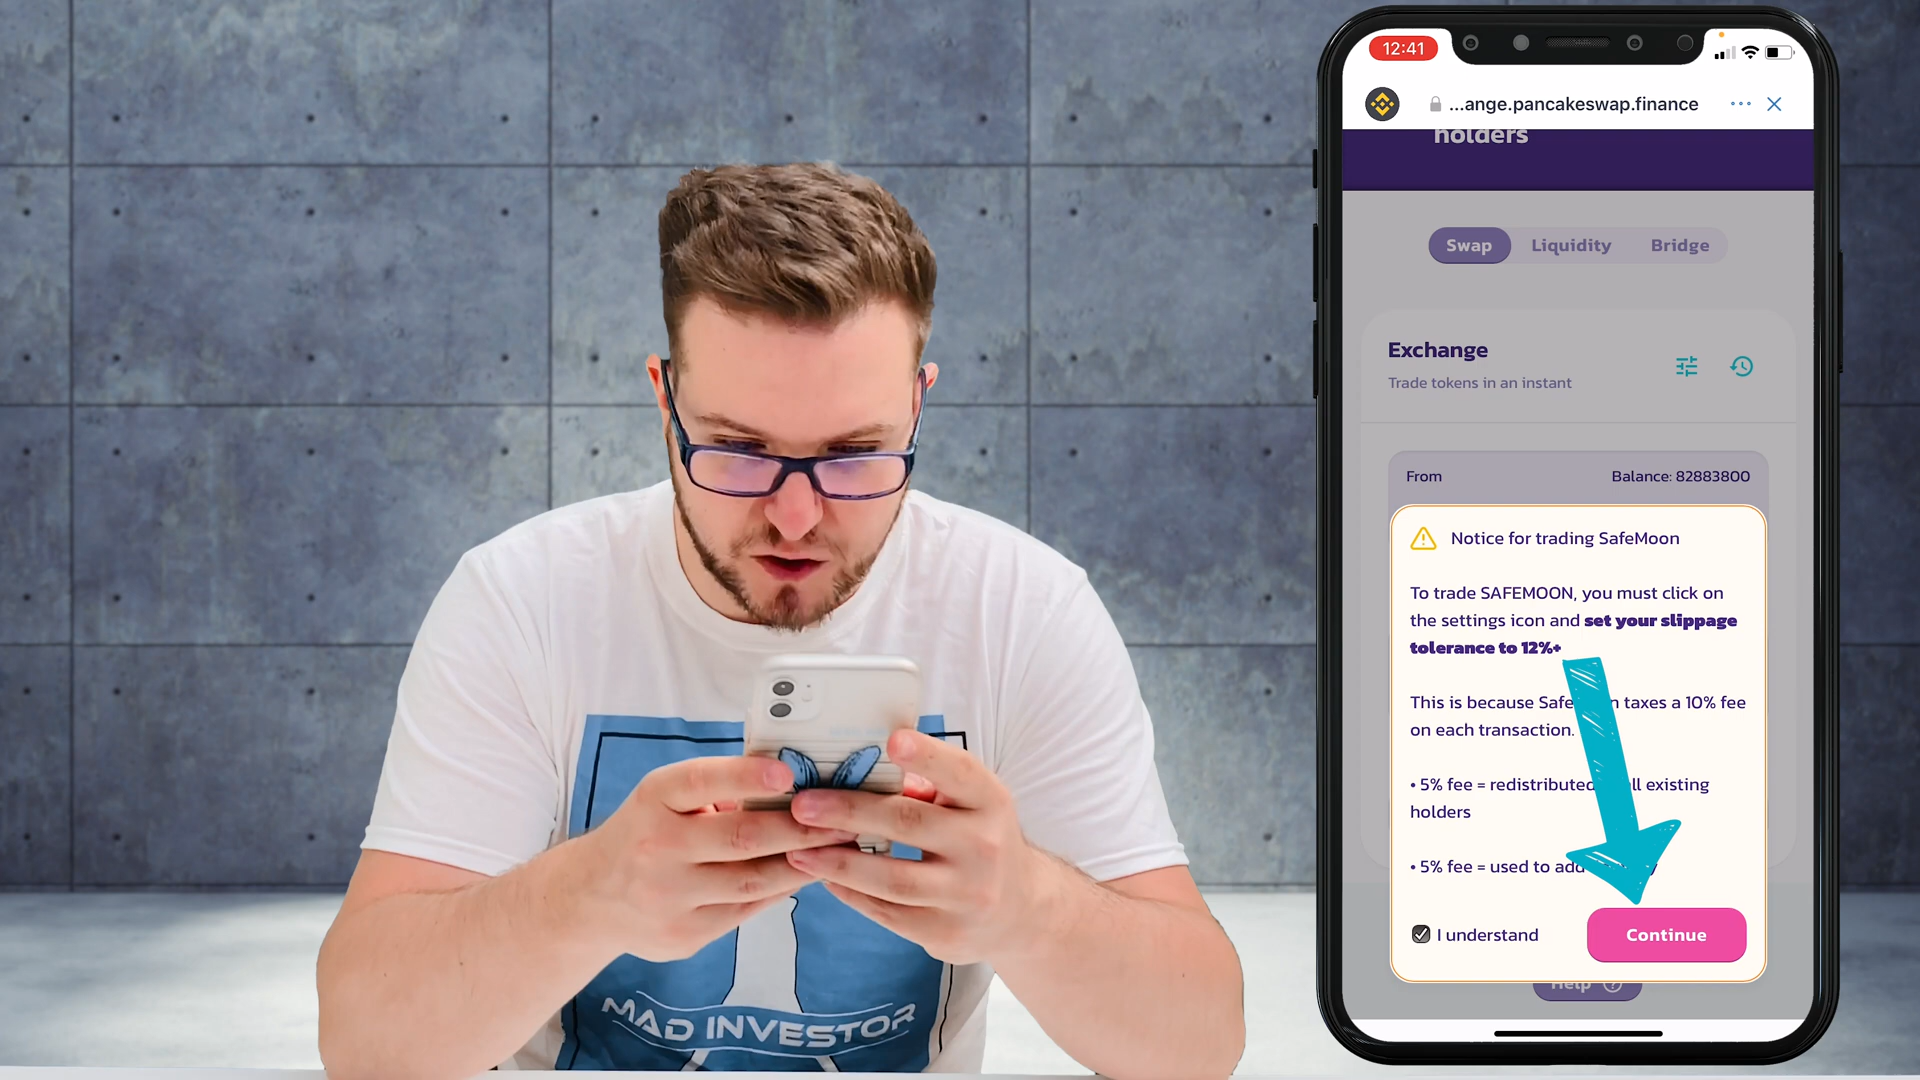 MAD INVESTOR
12:41
...ange.pancakeswap.finance
holders
Swap Liquidity Bridge
Exchange
Trade tokens in an instant
From Balance: 82883800
Notice for trading SafeMoon
To trade SAFEMOON, you must click on
the settings icon and set your slippage
tolerance to 12%+
This is because Safe n taxes a 10% fee
on each transaction.
• 5% fee = redistributed ll existing
holders
• 5% fee = used to add y
I understand Continue
Help